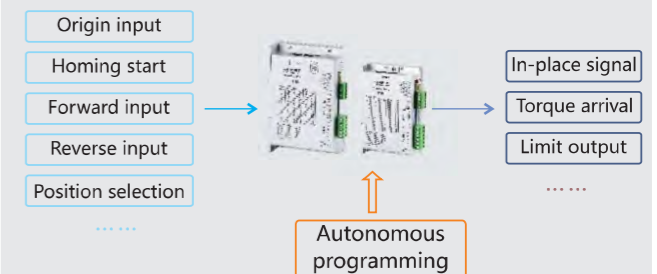 Origin input
Homing start
Forward input
Reverse input
Position selection
... ...
In-place signal
Torque arrival
Limit output
... ...
Autonomous
programming